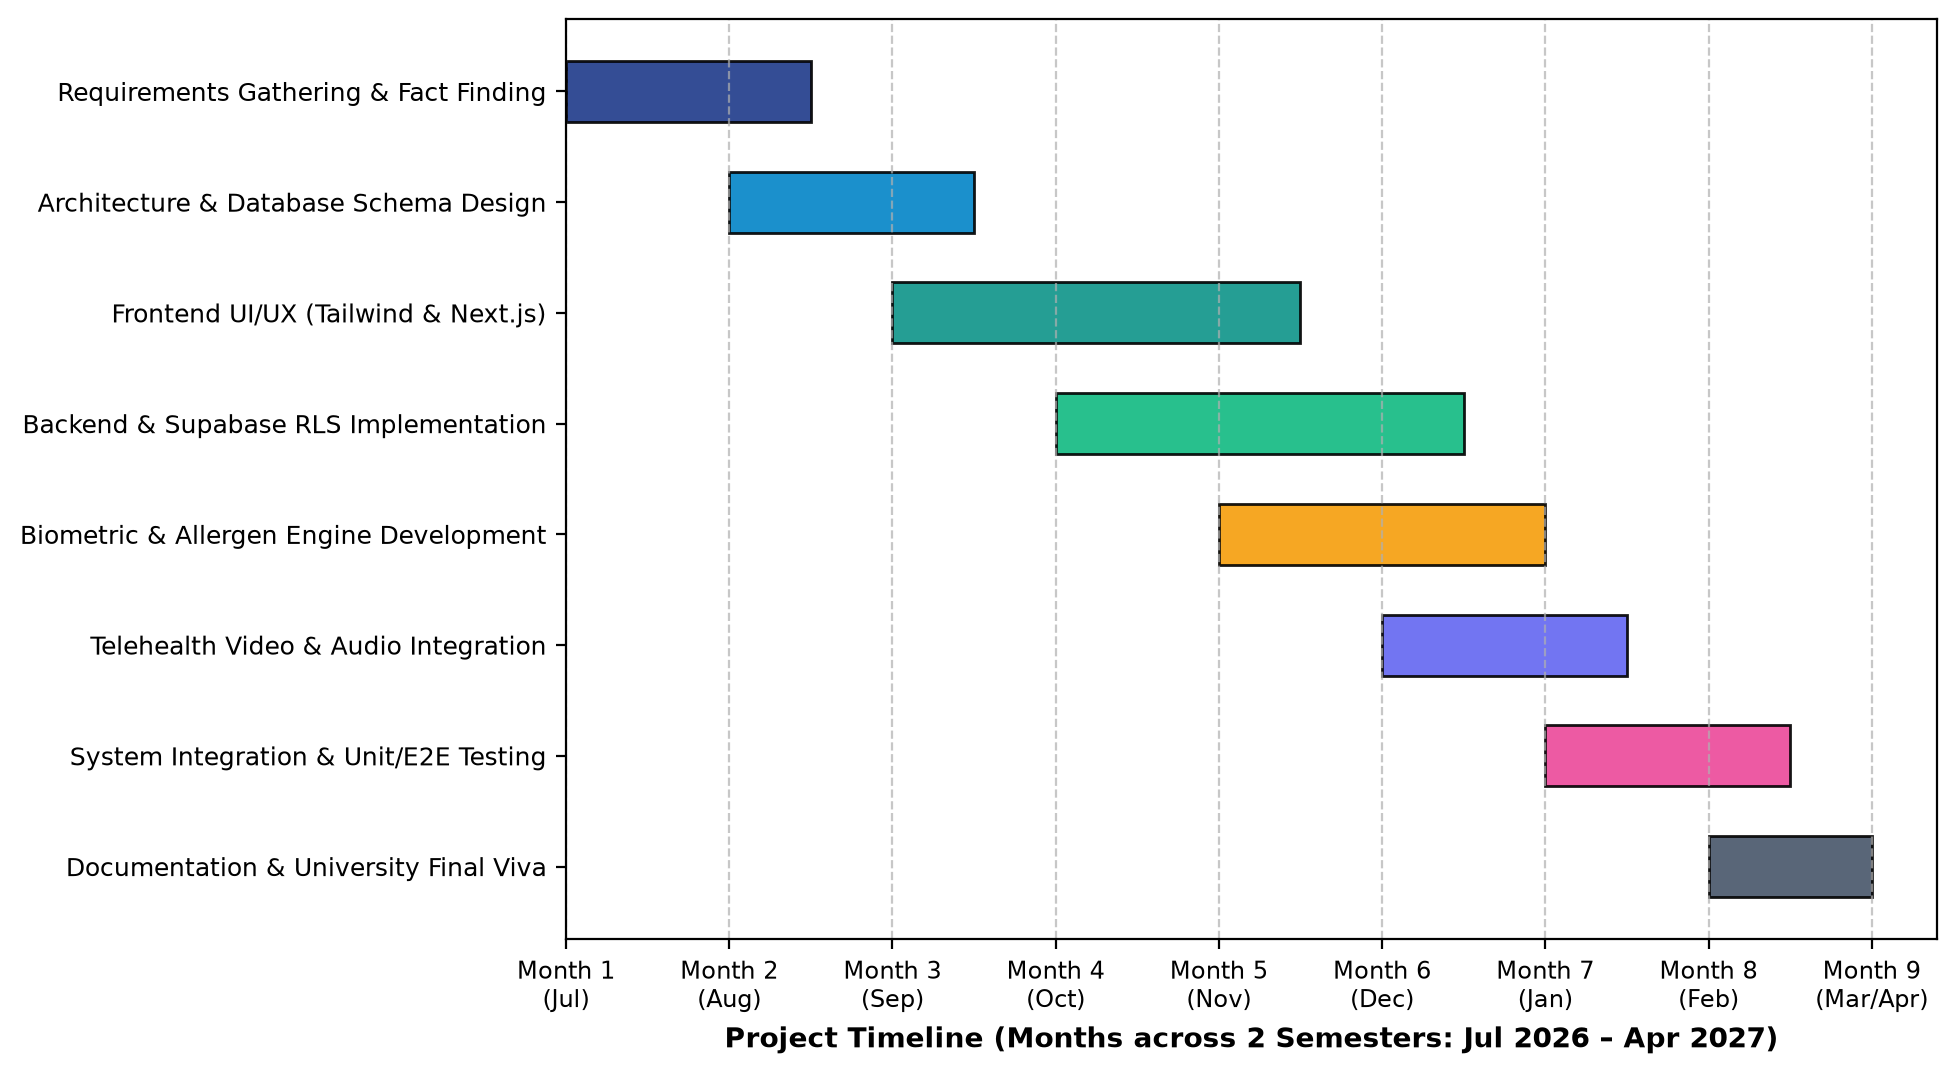 Requirements Gathering & Fact Finding
Architecture & Database Schema Design
Frontend UI/UX (Tailwind & Next.js)
Backend & Supabase RLS Implementation
Biometric & Allergen Engine Development
Telehealth Video & Audio Integration
System Integration & Unit/E2E Testing
Documentation & University Final Viva
Month 1
(Jul)
Month 2
(Aug)
Month 3
(Sep)
Month 4
(Oct)
Month 5
(Nov)
Month 6
(Dec)
Month 7
(Jan)
Month 8
(Feb)
Month 9
(Mar/Apr)
Project Timeline (Months across 2 Semesters: Jul 2026 – Apr 2027)